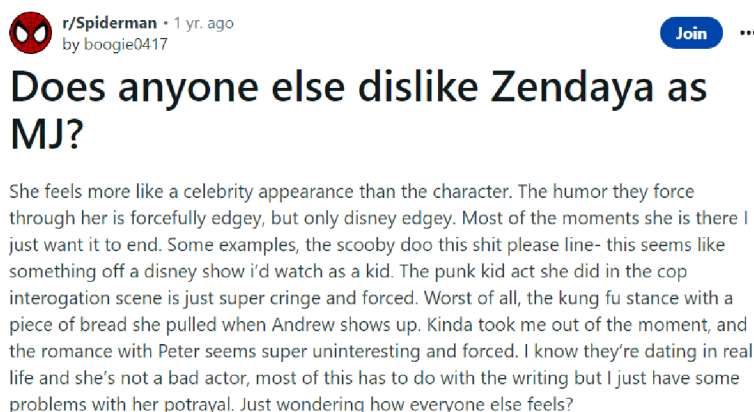 r/Spiderman • 1 yr. ago
by boogie0417
Join
Does anyone else dislike Zendaya as
MJ?
She feels more like a celebrity appearance than the character. The humor they force
through her is forcefully edgey, but only disney edgey. Most of the moments she is there I
just want it to end. Some examples, the scooby doo this shit please line- this seems like
something off a disney show i'd watch as a kid. The punk kid act she did in the cop
interogation scene is just super cringe and forced. Worst of all, the kung fu stance with a
piece of bread she pulled when Andrew shows up. Kinda took me out of the moment, and
the romance with Peter seems super uninteresting and forced. I know they're dating in real
life and she's not a bad actor, most of this has to do with the writing but I just have some
problems with her potrayal. Just wondering how everyone else feels?